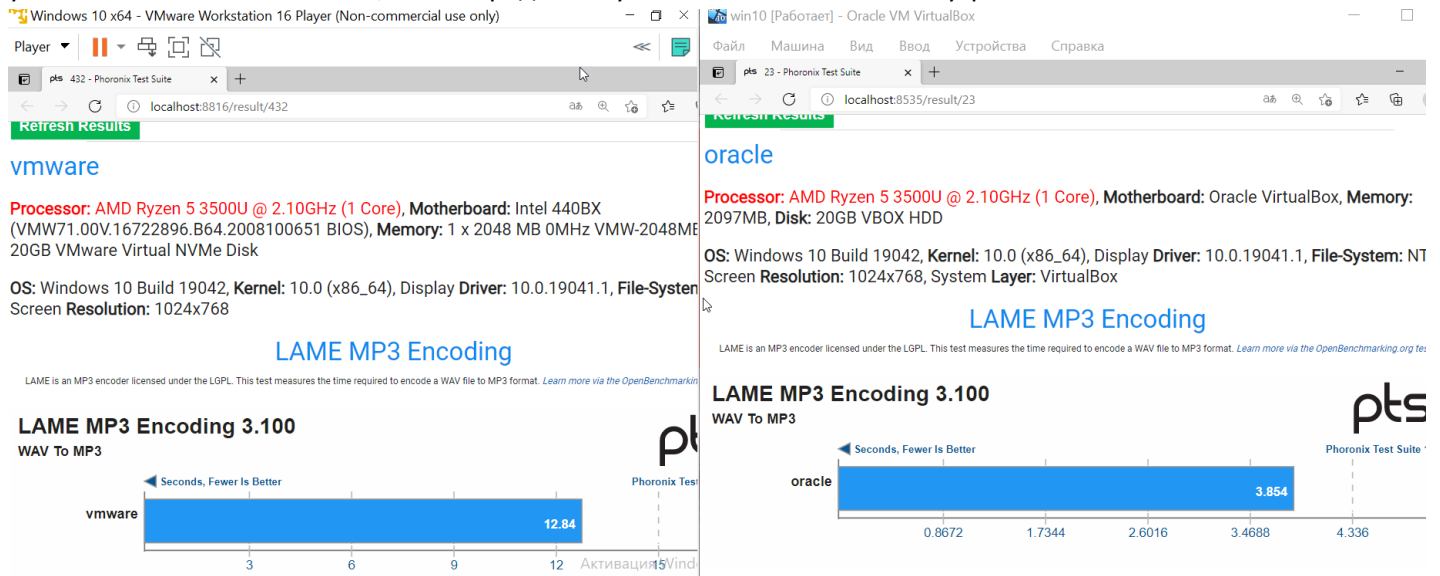 Windows 10 x64 - VMware Workstation 16 Player (Non-commercial use only)
Player
pts 432 - Phoronix Test Suite
localhost:8816/result/432
Refresh Results
vmware
Processor: AMD Ryzen 5 3500U @ 2.10GHz (1 Core), Motherboard: Intel 440BX
(VMW71.00V.16722896.B64.2008100651 BIOS), Memory: 1 x 2048 MB 0MHz VMW-2048ME
20GB VMware Virtual NVMe Disk
OS: Windows 10 Build 19042, Kernel: 10.0 (x86_64), Display Driver: 10.0.19041.1, File-System
Screen Resolution: 1024x768
LAME MP3 Encoding
LAME is an MP3 encoder licensed under the LGPL. This test measures the time required to encode a WAV file to MP3 format. Learn more via the OpenBenchmarkin
LAME MP3 Encoding 3.100
WAV To MP3
pt
Seconds, Fewer Is Better
Phoronix Test
vmware
12.84
3 6 9 12 15
Активация Wind
win10 [Работает] - Oracle VM VirtualBox
Файл Машина Вид Ввод Устройства Справка
pts 23 - Phoronix Test Suite
localhost:8535/result/23
Refresh Results
oracle
Processor: AMD Ryzen 5 3500U @ 2.10GHz (1 Core), Motherboard: Oracle VirtualBox, Memory:
2097MB, Disk: 20GB VBOX HDD
OS: Windows 10 Build 19042, Kernel: 10.0 (x86_64), Display Driver: 10.0.19041.1, File-System: NT
Screen Resolution: 1024x768, System Layer: VirtualBox
LAME MP3 Encoding
LAME is an MP3 encoder licensed under the LGPL. This test measures the time required to encode a WAV file to MP3 format. Learn more via the OpenBenchmarking.org tes
LAME MP3 Encoding 3.100
WAV To MP3
pts
Seconds, Fewer Is Better
Phoronix Test Suite
oracle
3.854
0.8672 1.7344 2.6016 3.4688 4.336